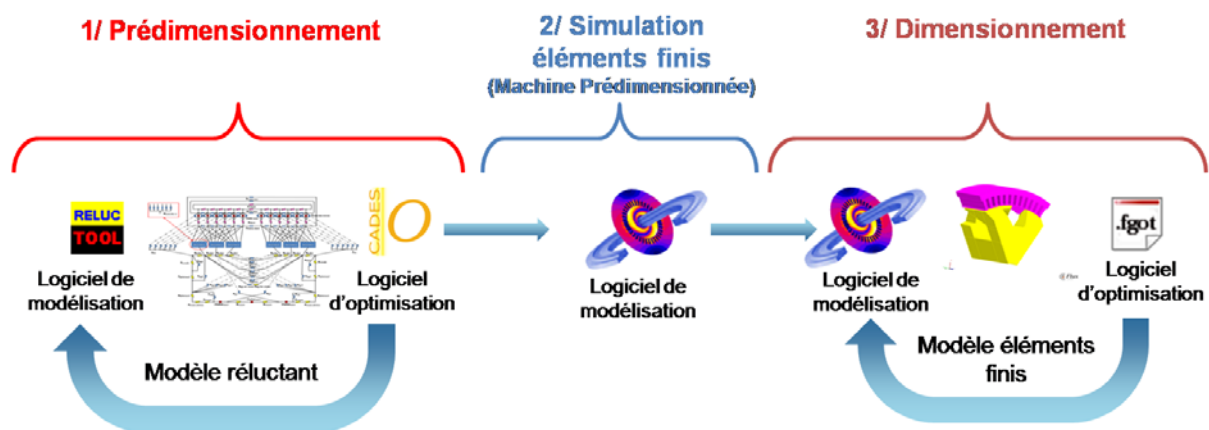 1/ Prédimensionnement
2/ Simulation
éléments finis
(Machine Prédimensionnée)
3/ Dimensionnement
RELUC
TOOL
CADES
O
.fgot
Logiciel de
modélisation
Logiciel
d'optimisation
Logiciel de
modélisation
Logiciel de
modélisation
Logiciel
d'optimisation
Modèle réluctant
Modèle éléments
finis